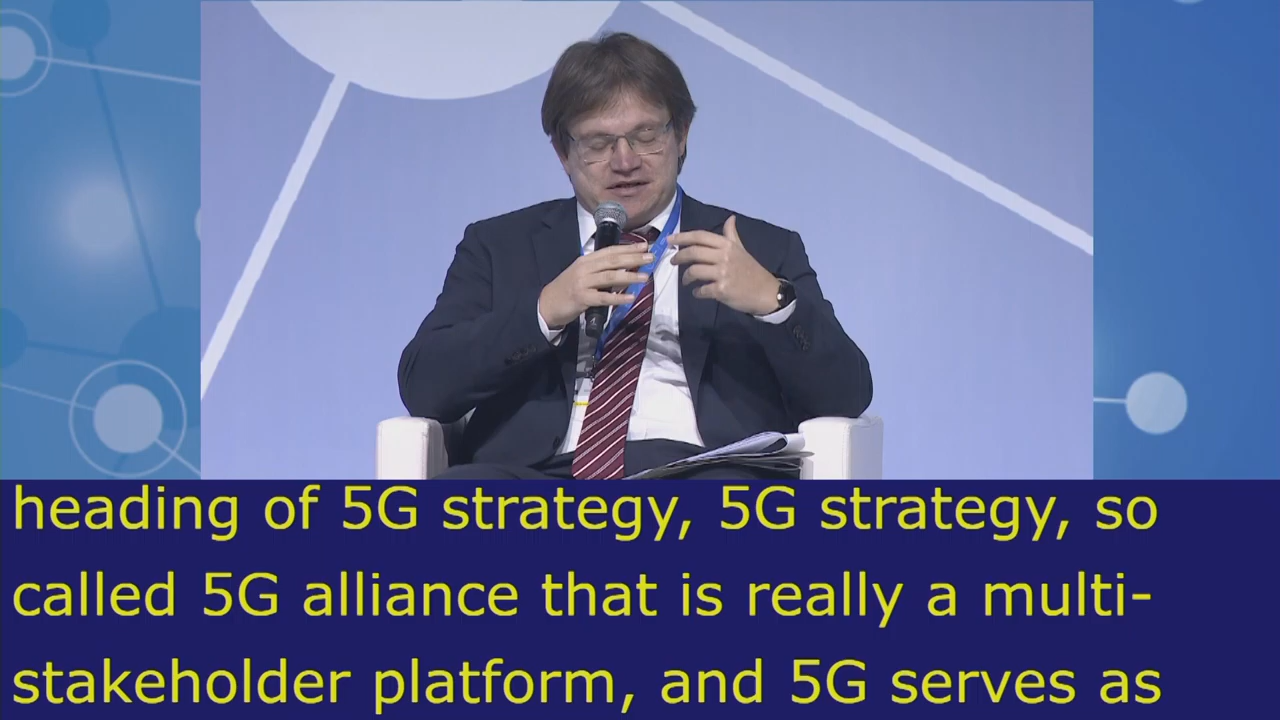 heading of 5G strategy, 5G strategy, so
called 5G alliance that is really a multi-
stakeholder platform, and 5G serves as